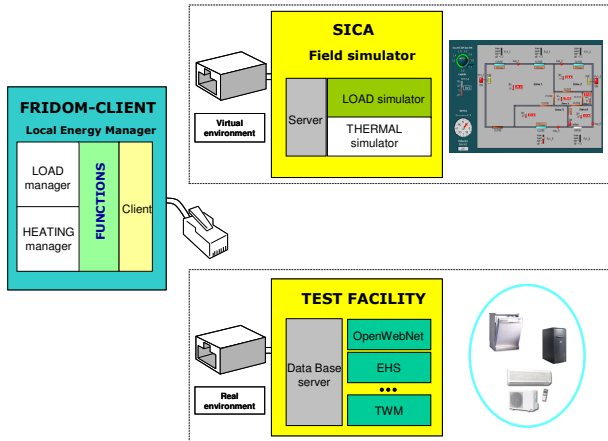 SICA
Field simulator
Server
LOAD simulator
THERMAL
simulator
Virtual
environment
FRIDOM-CLIENT
Local Energy Manager
LOAD
manager
HEATING
manager
FUNCTIONS
Client
TEST FACILITY
Data Base
server
OpenWebNet
EHS
•••
TWM
Real
environment